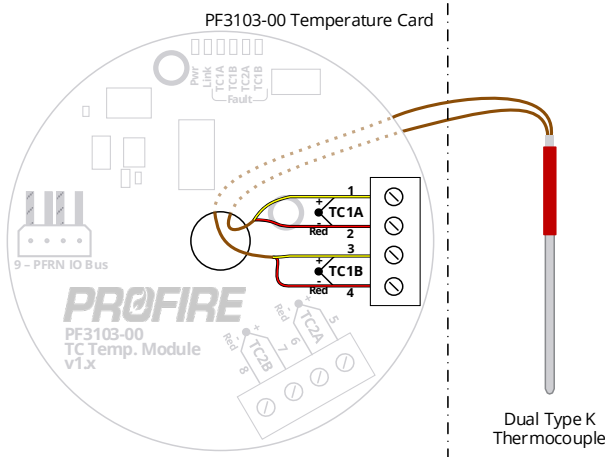 PF3103-00 Temperature Card
Pwr
Link
TC1A
TC1B
TC2A
TC1B
Fault
1
+
TC1A
-
Red
2
3
+
TC1B
-
Red
4
9 – PFRN IO Bus
PROFIRE
PF3103-00
TC Temp. Module
v1.x
+
-
Red
TC2A
5
6
+
-
Red
TC2B
7
8
Dual Type K
Thermocouple